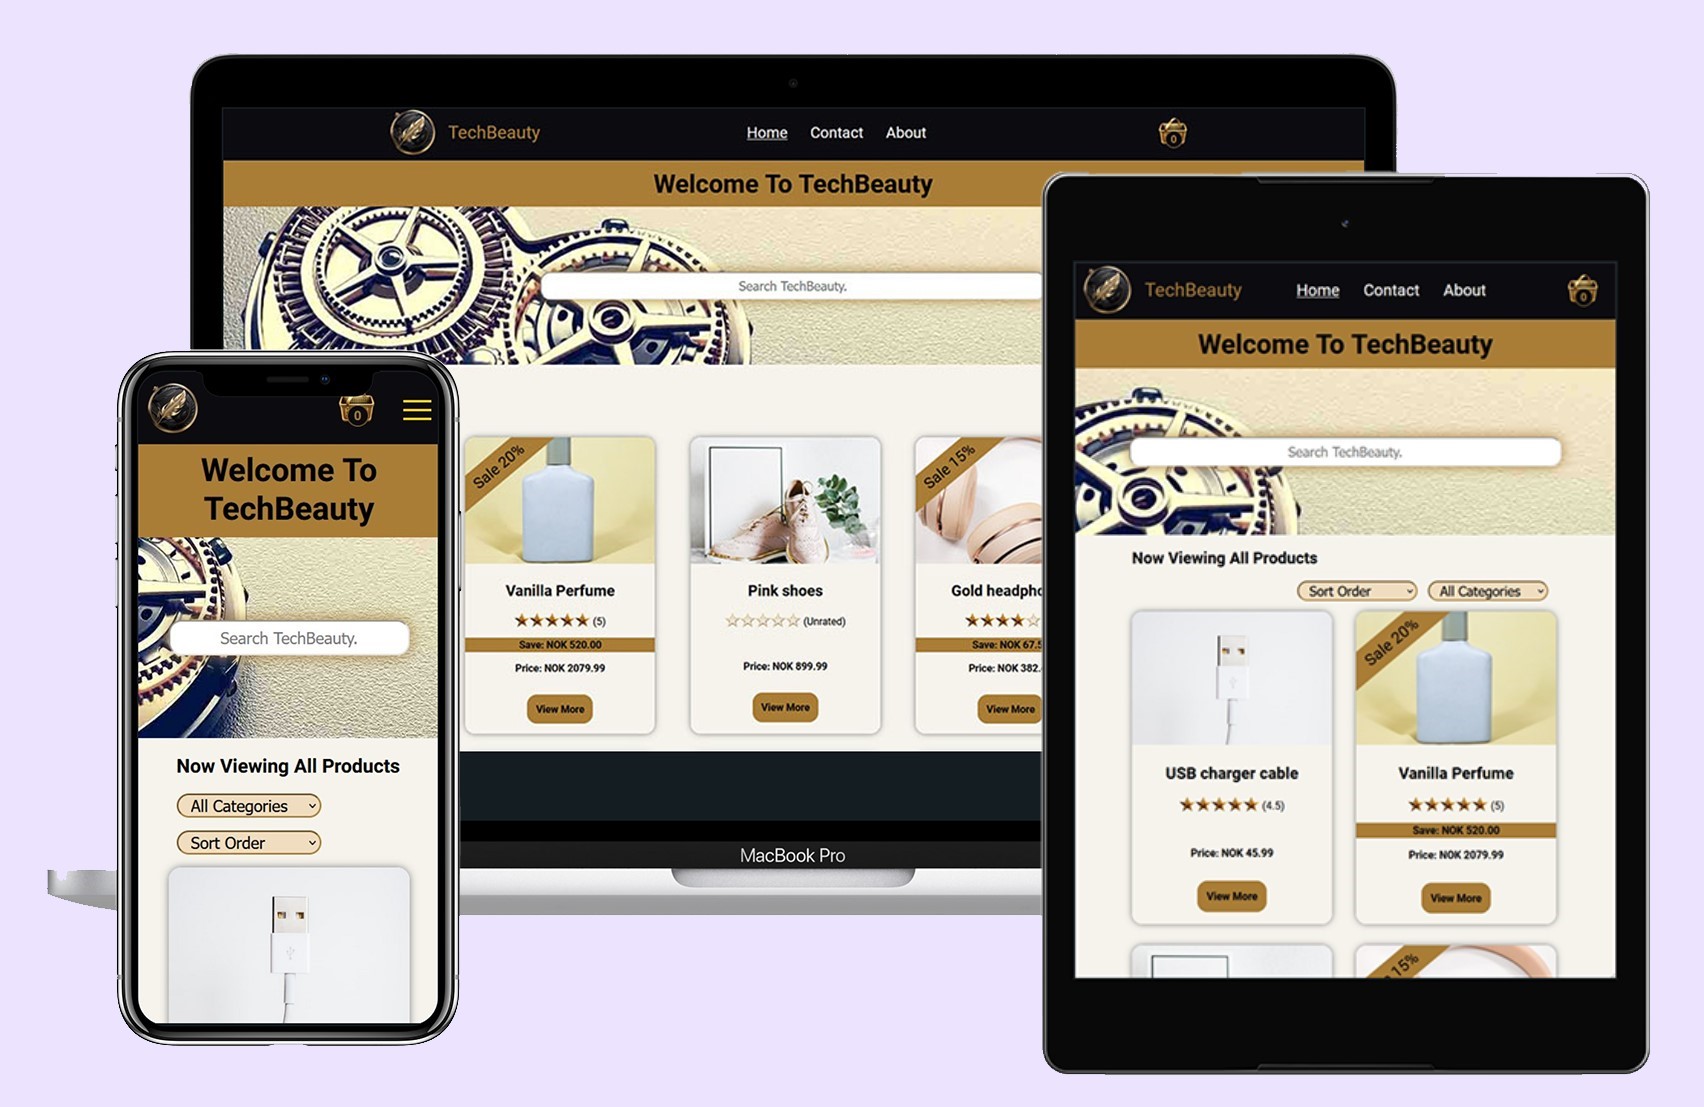 TechBeauty
Home Contact About
0
Welcome To TechBeauty
Search TechBeauty.
Sale 20%
Vanilla Perfume
(5)
Save: NOK 520.00
Price: NOK 2079.99
View More
Pink shoes
(Unrated)
Price: NOK 899.99
View More
Sale 15%
Gold headpho
Save: NOK 67.5
Price: NOK 382.
View More
MacBook Pro
0
Welcome To
TechBeauty
Search TechBeauty.
Now Viewing All Products
All Categories
Sort Order
TechBeauty
Home Contact About
0
Welcome To TechBeauty
Search TechBeauty.
Now Viewing All Products
Sort Order All Categories
USB charger cable
(4.5)
Price: NOK 45.99
View More
Sale 20%
Vanilla Perfume
(5)
Save: NOK 520.00
Price: NOK 2079.99
View More
15%